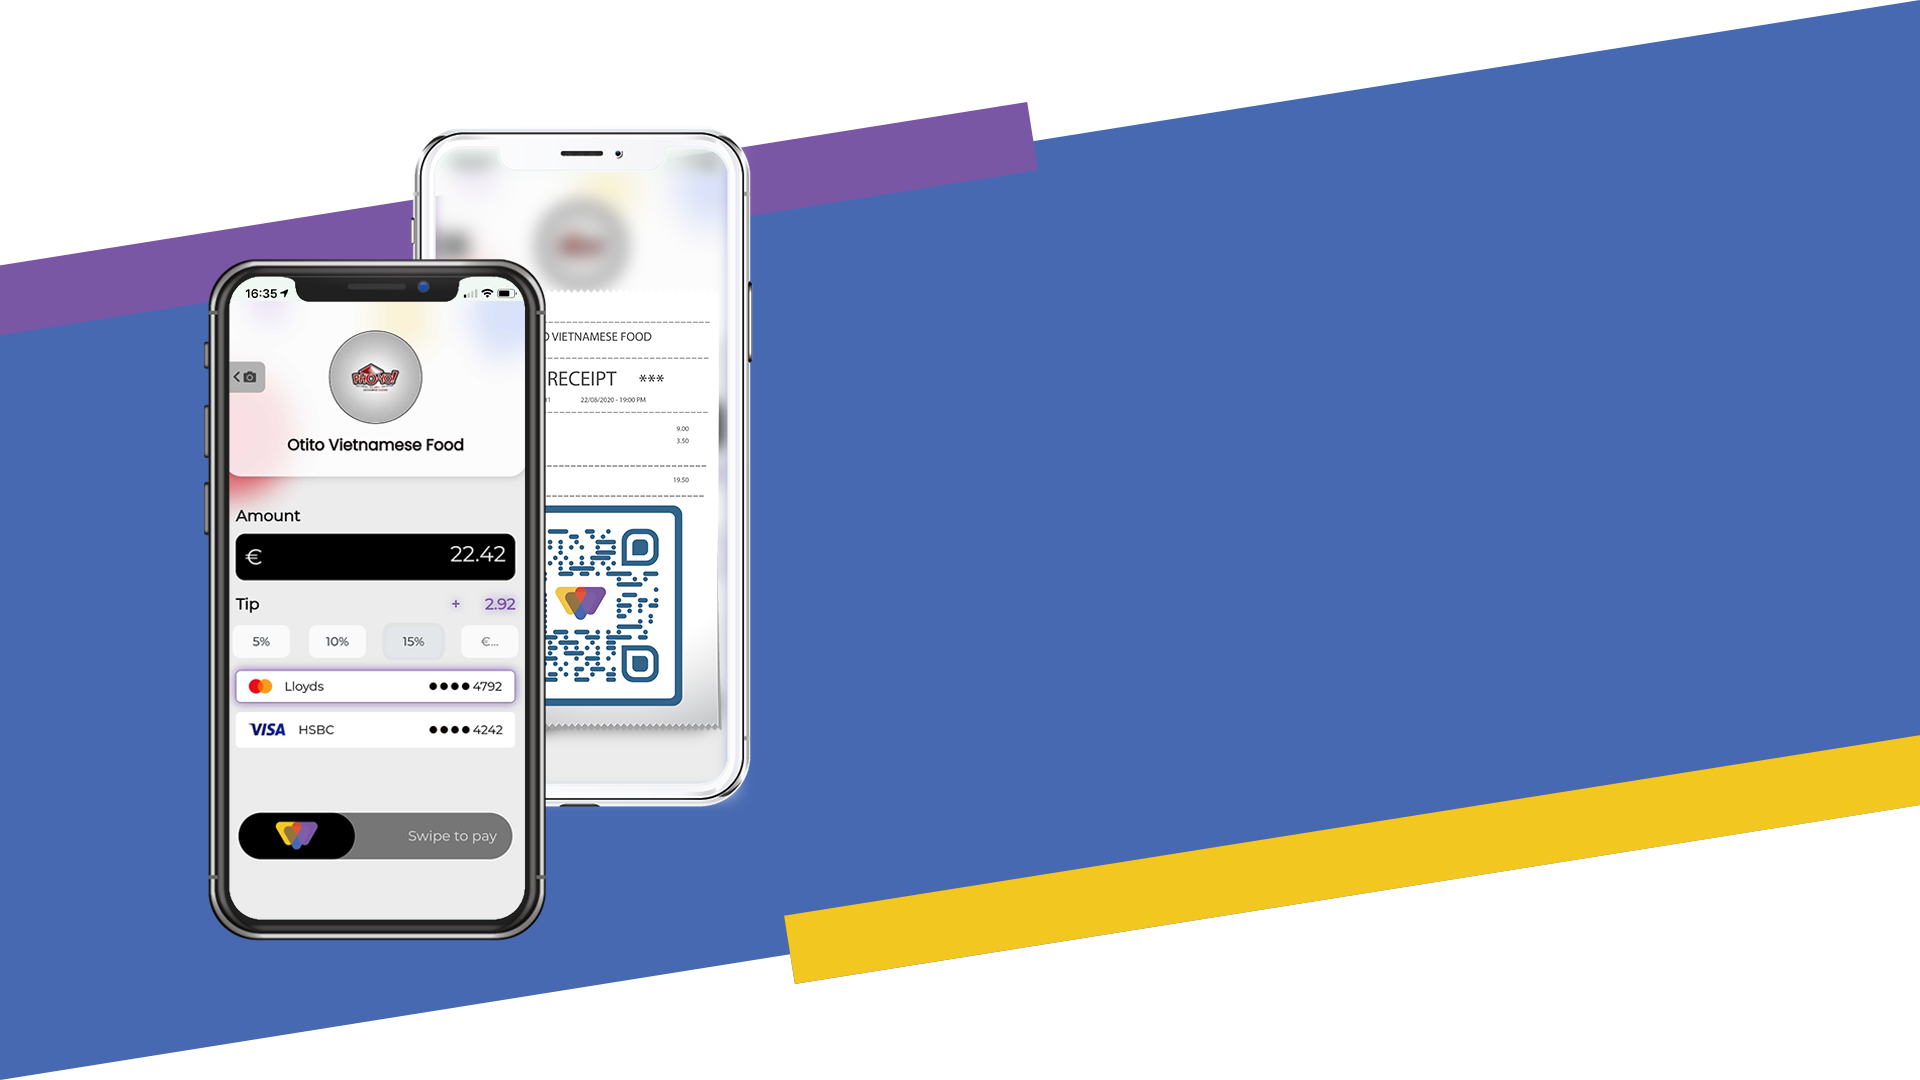 16:35
Otito Vietnamese Food
Amount
€ 22.42
Tip + 2.92
5% 10% 15% €...
Lloyds ●●●● 4792
VISA HSBC ●●●● 4242
Swipe to pay
VIETNAMESE FOOD
RECEIPT ***
22/08/2020 - 19:00 PM
9.00
3.50
19.50